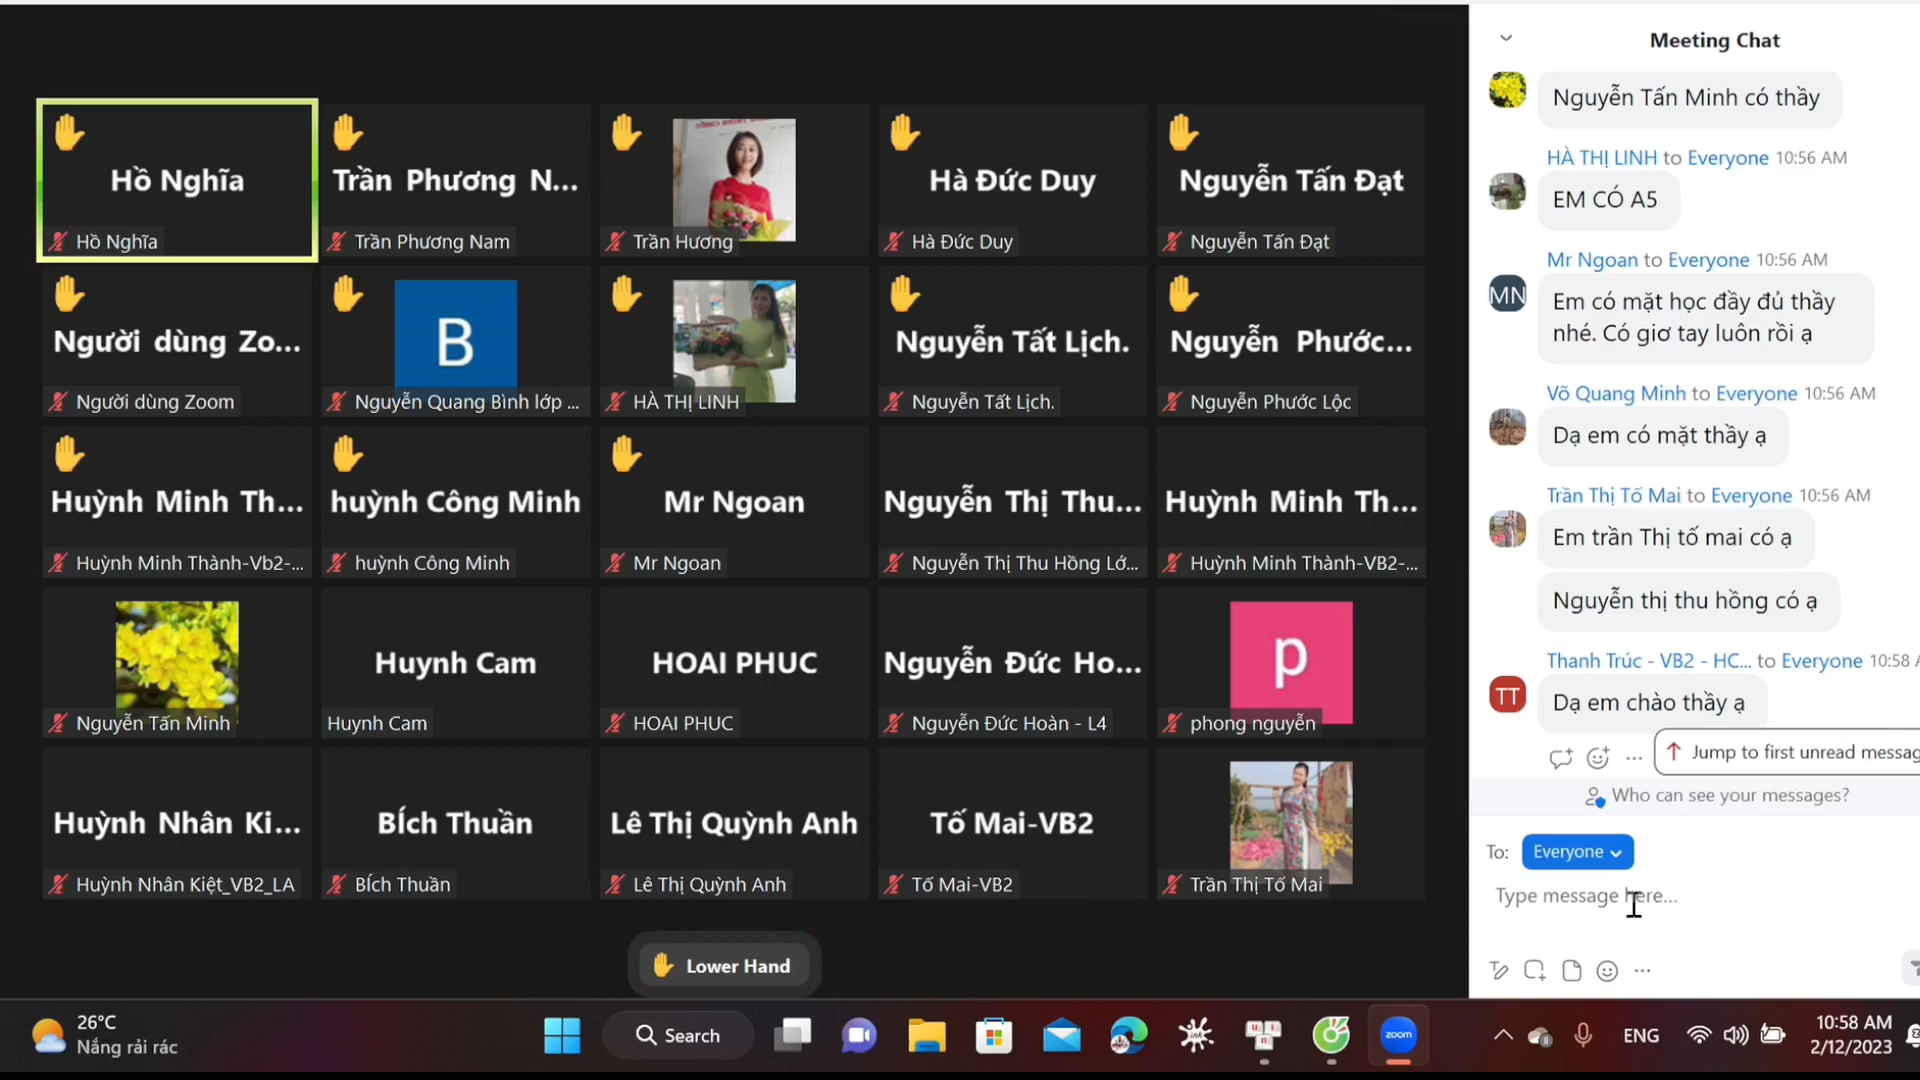 Hồ Nghĩa
Hồ Nghĩa
Trần Phương N...
Trần Phương Nam
Trần Hương
Hà Đức Duy
Hà Đức Duy
Nguyễn Tấn Đạt
Nguyễn Tấn Đạt
Người dùng Zo...
Người dùng Zoom
B
Nguyễn Quang Bình lớp ...
HÀ THỊ LINH
Nguyễn Tất Lịch.
Nguyễn Tất Lịch.
Nguyễn Phước...
Nguyễn Phước Lộc
Huỳnh Minh Th...
Huỳnh Minh Thành-Vb2-...
huỳnh Công Minh
huỳnh Công Minh
Mr Ngoan
Mr Ngoan
Nguyễn Thị Thu...
Nguyễn Thị Thu Hồng Lớ...
Huỳnh Minh Th...
Huỳnh Minh Thành-VB2-...
Nguyễn Tấn Minh
Huynh Cam
Huynh Cam
HOAI PHUC
HOAI PHUC
Nguyễn Đức Ho...
Nguyễn Đức Hoàn - L4
p
phong nguyễn
Huỳnh Nhân Ki...
Huỳnh Nhân Kiệt_VB2_LA
BÍch Thuần
BÍch Thuần
Lê Thị Quỳnh Anh
Lê Thị Quỳnh Anh
Tố Mai-VB2
Tố Mai-VB2
Trần Thị Tố Mai
Lower Hand
Meeting Chat
Nguyễn Tấn Minh có thầy
HÀ THỊ LINH to Everyone 10:56 AM
EM CÓ A5
Mr Ngoan to Everyone 10:56 AM
MN
Em có mặt học đầy đủ thầy
nhé. Có giơ tay luôn rồi ạ
Võ Quang Minh to Everyone 10:56 AM
Dạ em có mặt thầy ạ
Trần Thị Tố Mai to Everyone 10:56 AM
Em trần Thị tố mai có ạ
Nguyễn thị thu hồng có ạ
Thanh Trúc - VB2 - HC... to Everyone 10:58
TT
Dạ em chào thầy ạ
Jump to first unread messag
Who can see your messages?
To: Everyone
Type message here...
26°C
Nắng rải rác
Search
ink
zoom
ENG
10:58 AM
2/12/2023